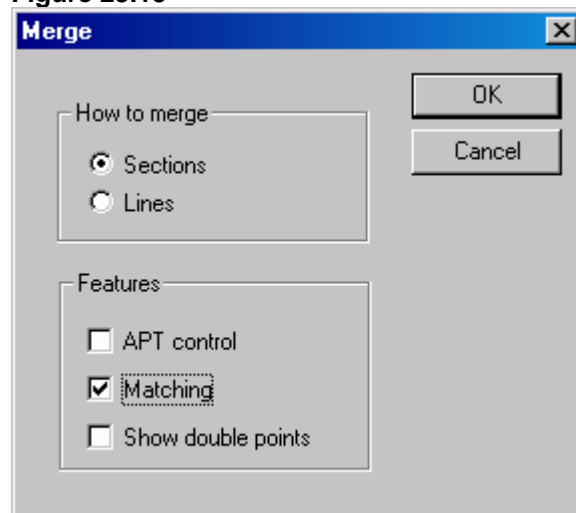 Merge
OK
How to merge
Cancel
Sections
Lines
Features
APT control
Matching
Show double points